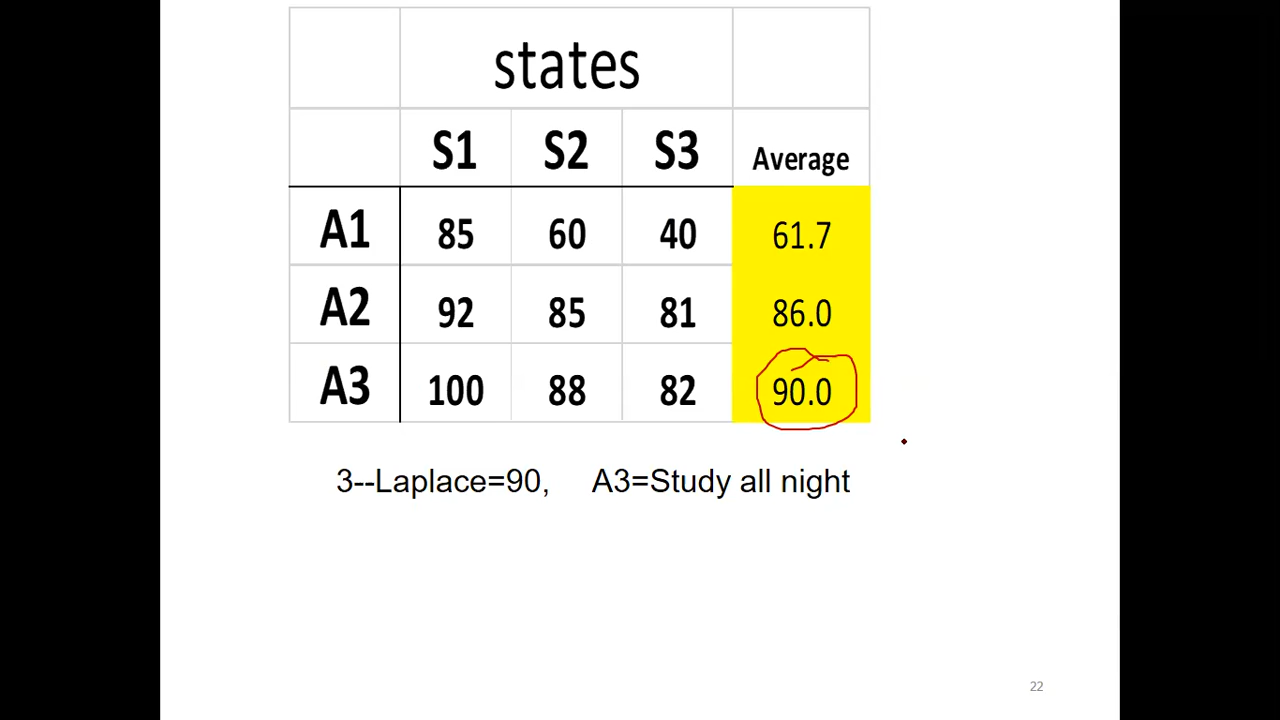 states
S1 S2 S3 Average
A1 85 60 40 61.7
A2 92 85 81 86.0
A3 100 88 82 90.0
3--Laplace=90, A3=Study all night
22